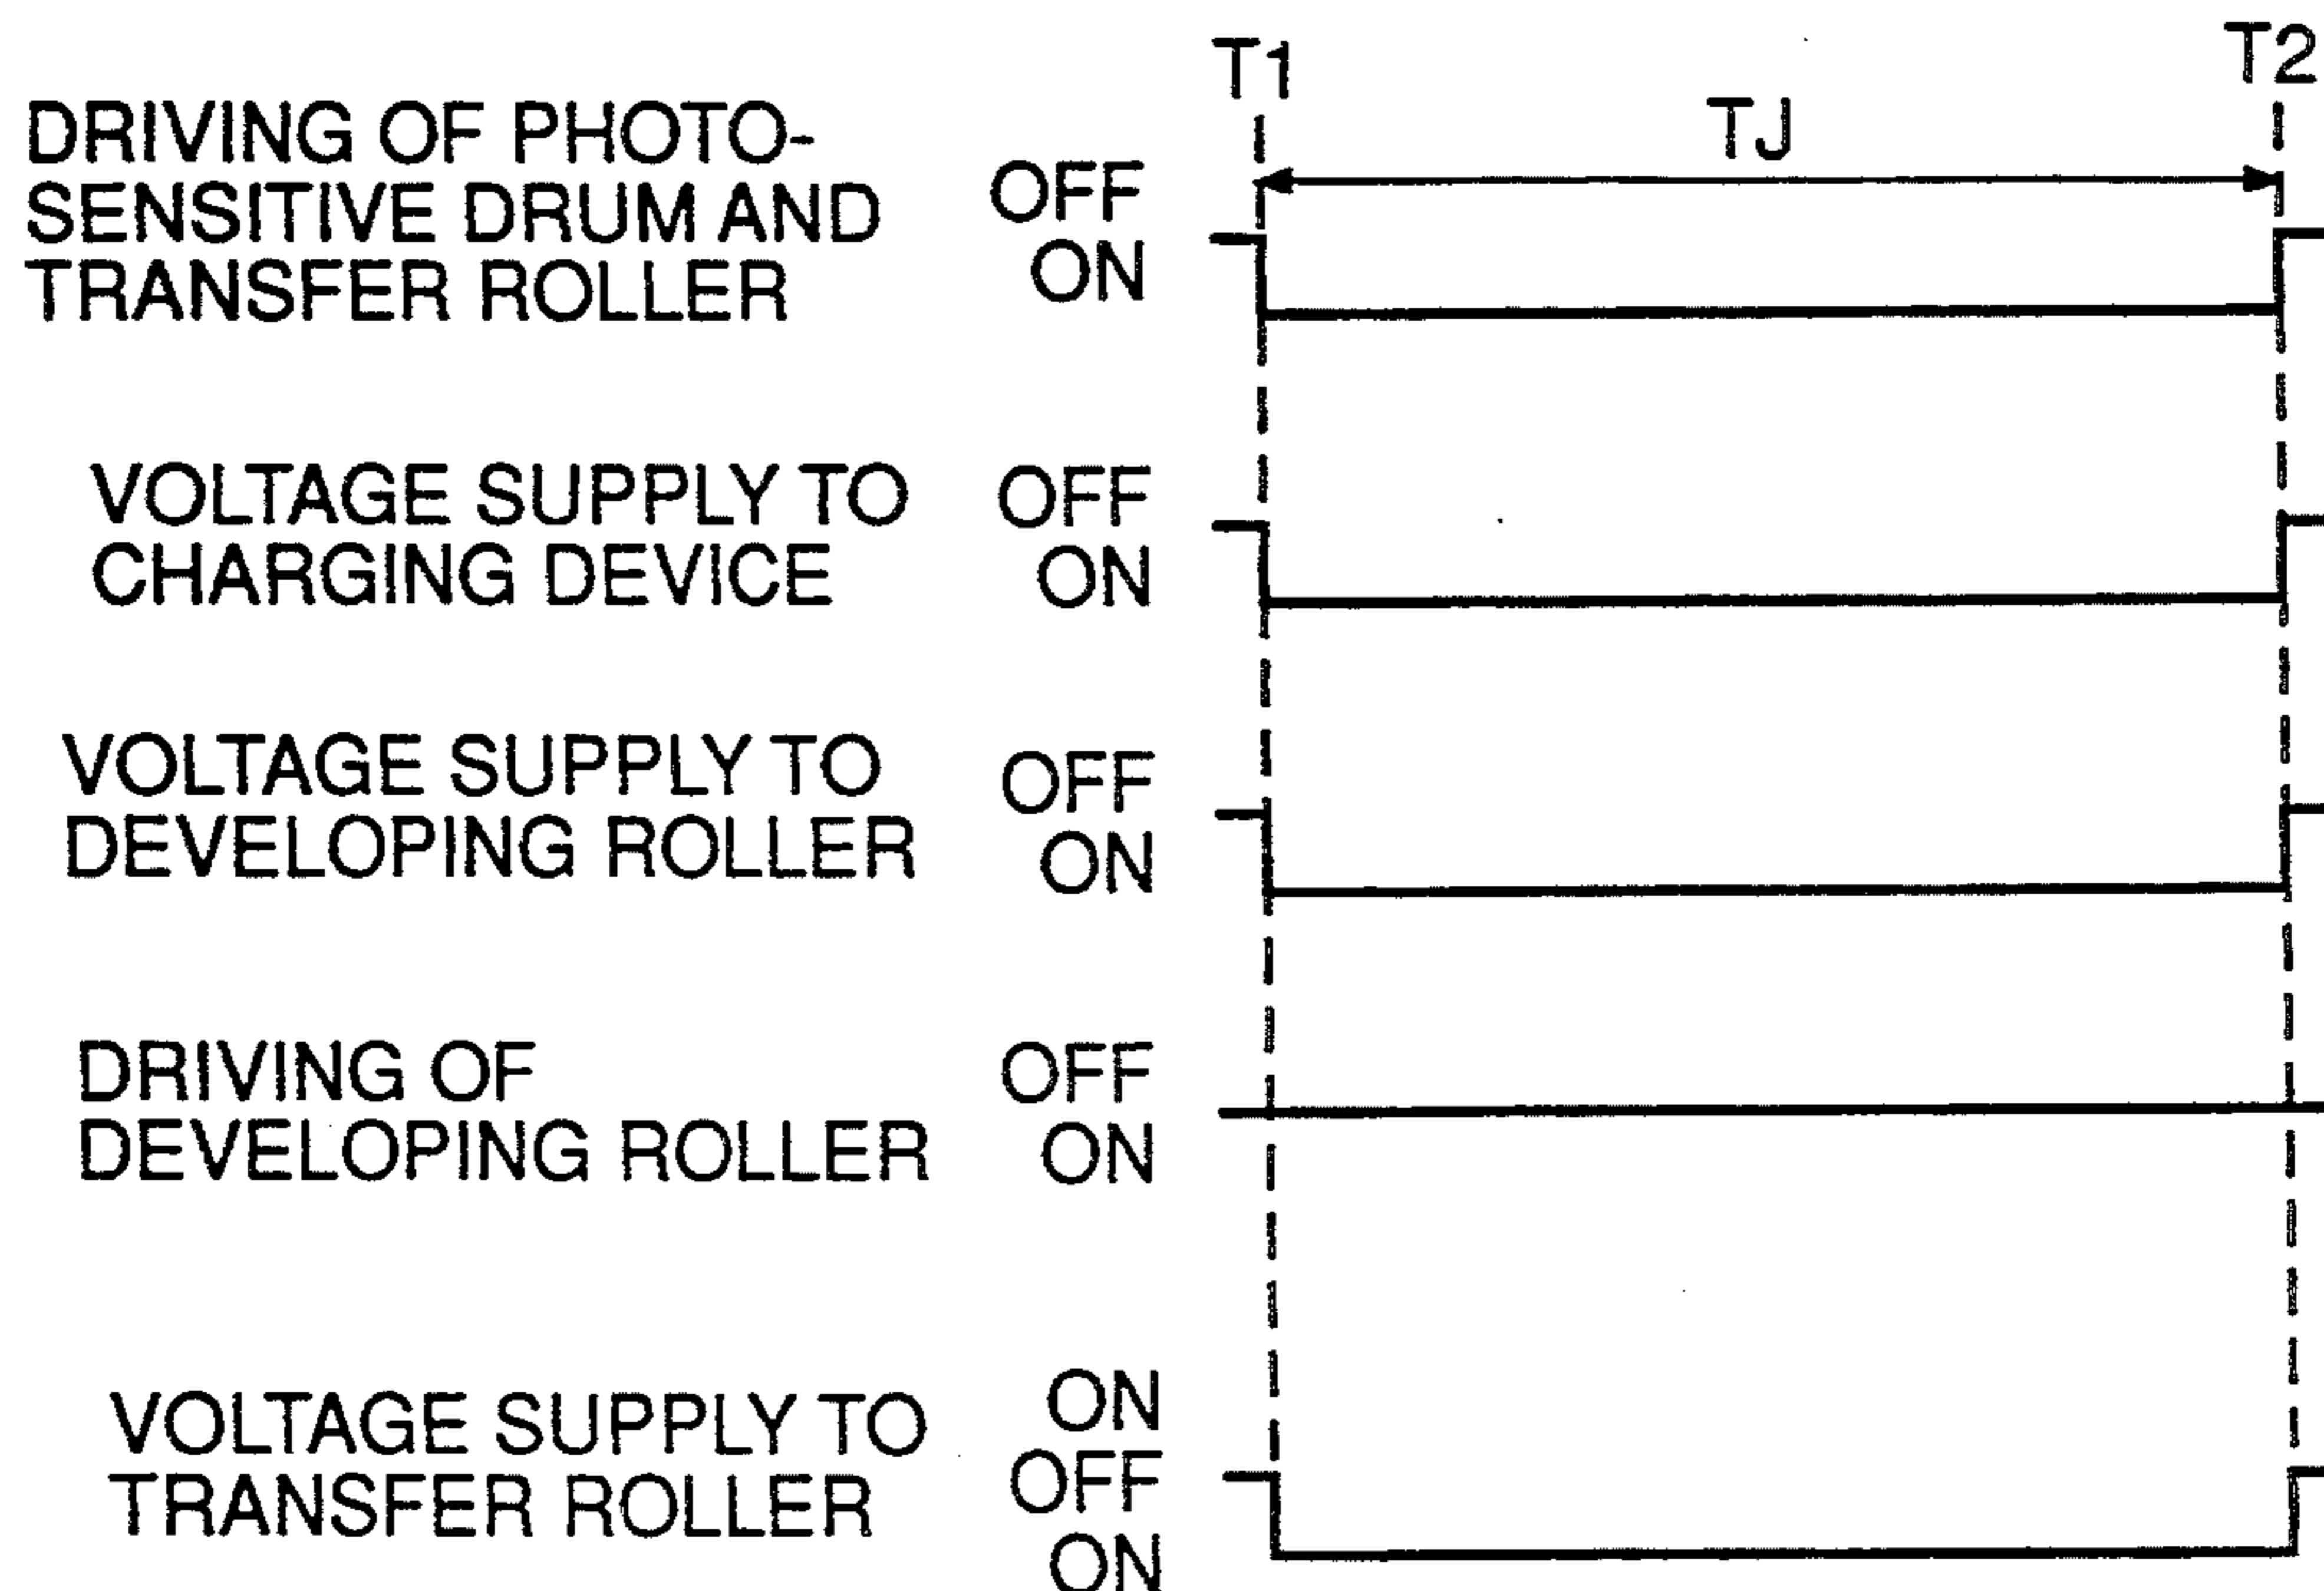 T1
TJ
T2
DRIVING OF PHOTO-
SENSITIVE DRUM AND
TRANSFER ROLLER
OFF
ON
VOLTAGE SUPPLY TO
CHARGING DEVICE
OFF
ON
VOLTAGE SUPPLY TO
DEVELOPING ROLLER
OFF
ON
DRIVING OF
DEVELOPING ROLLER
OFF
ON
VOLTAGE SUPPLY TO
TRANSFER ROLLER
ON
OFF
ON